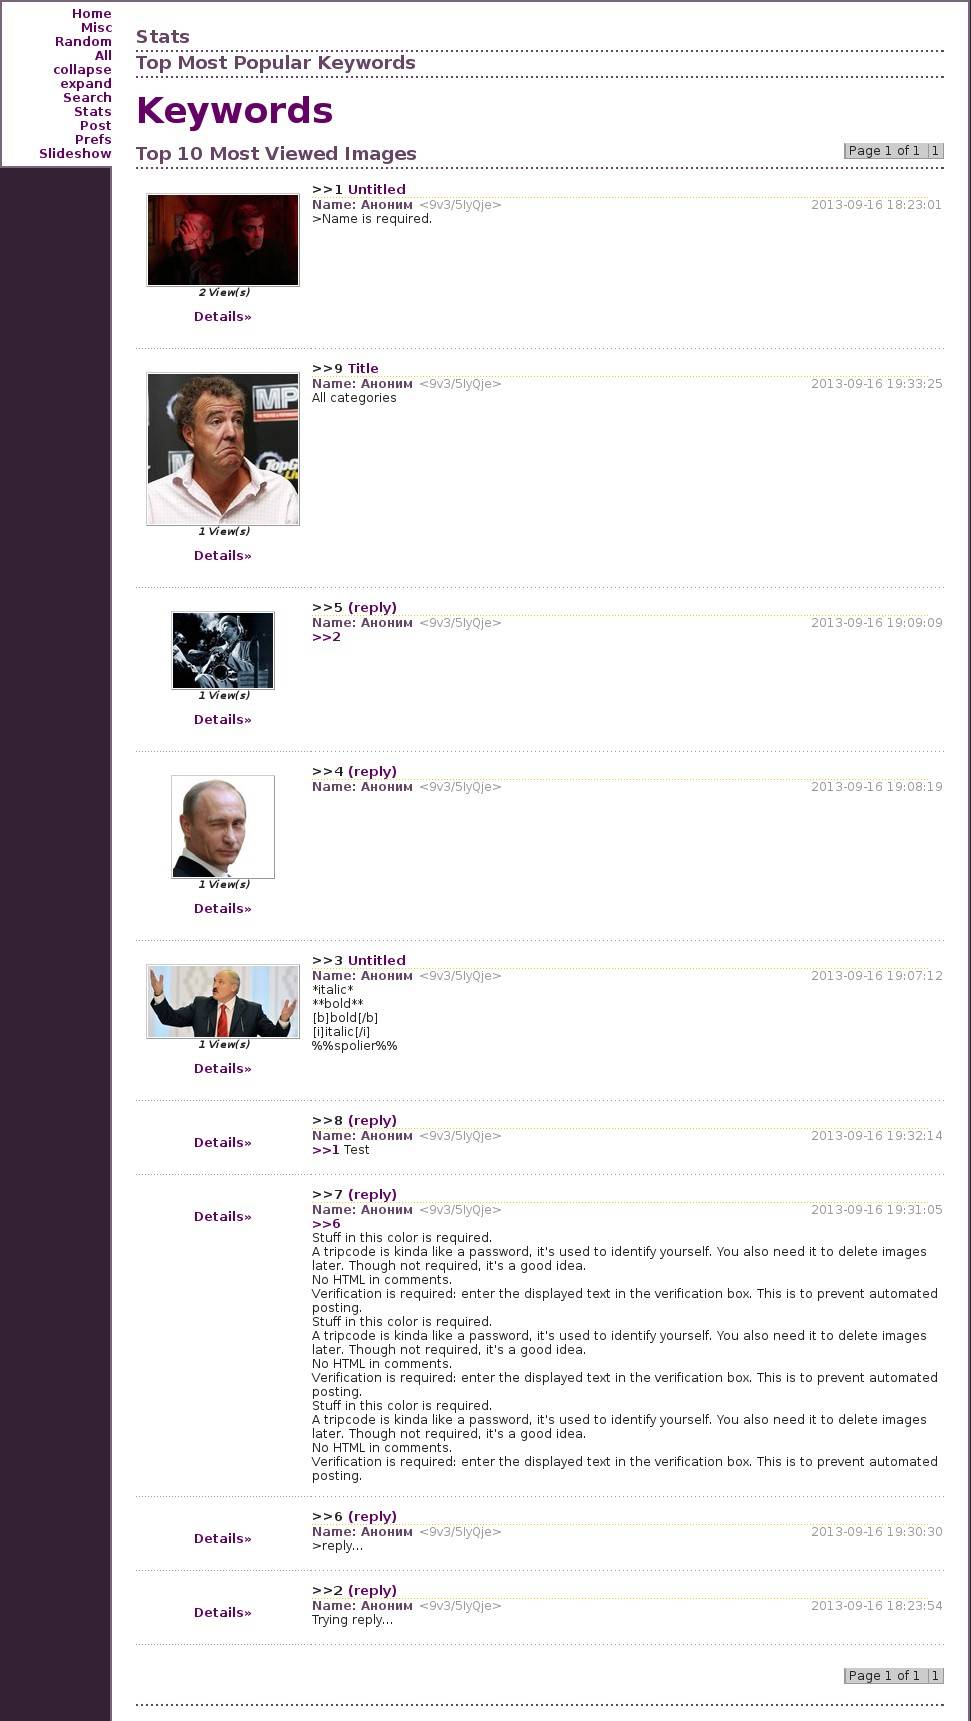 Home
Misc
Random
All
collapse
expand
Search
Stats
Post
Prefs
Slideshow
Stats
Top Most Popular Keywords
Keywords
Top 10 Most Viewed Images
Page 1 of 1 1
>>1 Untitled
Name: Аноним <9v3/5lyQje> 2013-09-16 18:23:01
>Name is required.
2 View(s)
Details»
>>9 Title
Name: Аноним <9v3/5lyQje> 2013-09-16 19:33:25
All categories
MP
TopG
1 View(s)
Details»
>>5 (reply)
Name: Аноним <9v3/5lyQje> 2013-09-16 19:09:09
>>2
1 View(s)
Details»
>>4 (reply)
Name: Аноним <9v3/5lyQje> 2013-09-16 19:08:19
1 View(s)
Details»
>>3 Untitled
Name: Аноним <9v3/5lyQje> 2013-09-16 19:07:12
*italic*
**bold**
[b]bold[/b]
[i]italic[/i]
%%spolier%%
1 View(s)
Details»
>>8 (reply)
Name: Аноним <9v3/5lyQje> 2013-09-16 19:32:14
>>1 Test
Details»
>>7 (reply)
Name: Аноним <9v3/5lyQje> 2013-09-16 19:31:05
Details»
>>6
Stuff in this color is required.
A tripcode is kinda like a password, it's used to identify yourself. You also need it to delete images
later. Though not required, it's a good idea.
No HTML in comments.
Verification is required: enter the displayed text in the verification box. This is to prevent automated
posting.
Stuff in this color is required.
A tripcode is kinda like a password, it's used to identify yourself. You also need it to delete images
later. Though not required, it's a good idea.
No HTML in comments.
Verification is required: enter the displayed text in the verification box. This is to prevent automated
posting.
Stuff in this color is required.
A tripcode is kinda like a password, it's used to identify yourself. You also need it to delete images
later. Though not required, it's a good idea.
No HTML in comments.
Verification is required: enter the displayed text in the verification box. This is to prevent automated
posting.
>>6 (reply)
Name: Аноним <9v3/5lyQje> 2013-09-16 19:30:30
>reply...
Details»
>>2 (reply)
Name: Аноним <9v3/5lyQje> 2013-09-16 18:23:54
Trying reply...
Details»
Page 1 of 1 1